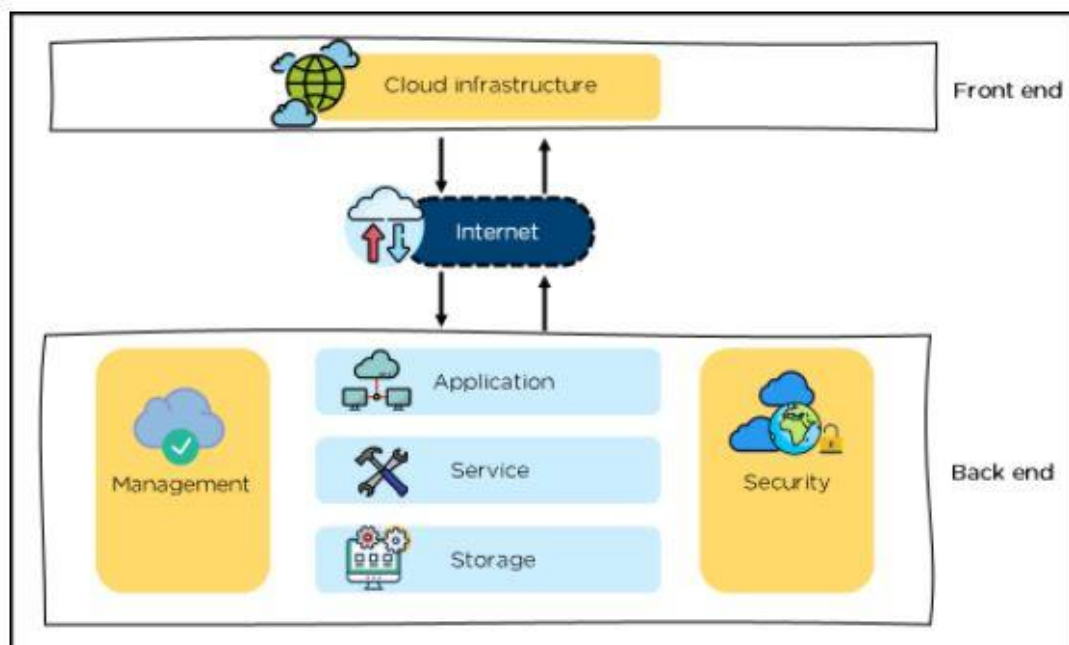 Cloud infrastructure
Front end
Internet
Application
Management
Service
Security
Back end
Storage